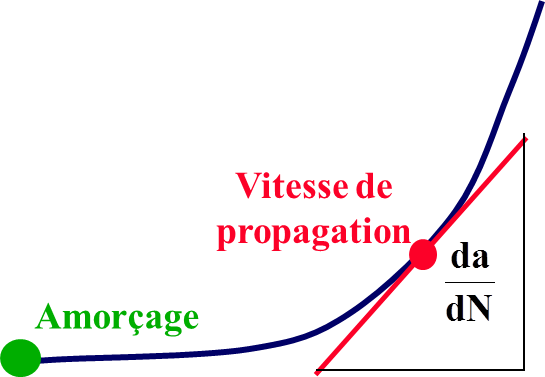 Vitesse de
propagation
da
dN
Amorçage